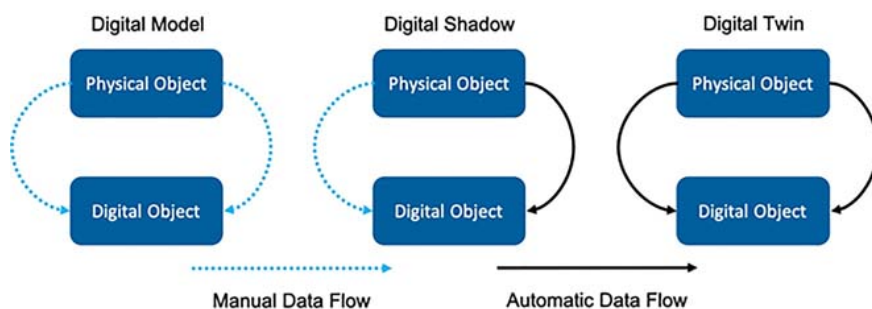 Digital Model
Digital Shadow
Digital Twin
Physical Object
Physical Object
Physical Object
Digital Object
Digital Object
Digital Object
Manual Data Flow
Automatic Data Flow